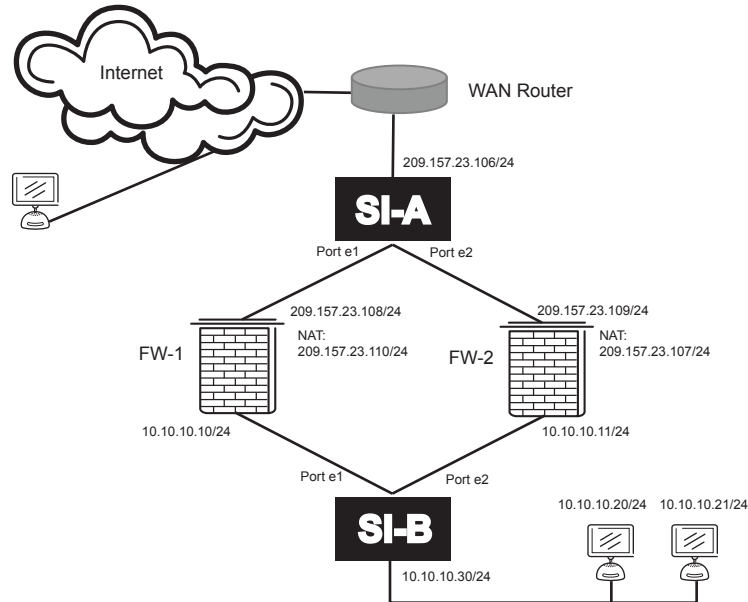 Internet
WAN Router
209.157.23.106/24
SI-A
Port e1
Port e2
209.157.23.108/24
209.157.23.109/24
NAT:
209.157.23.110/24
NAT:
209.157.23.107/24
FW-1
FW-2
10.10.10.10/24
10.10.10.11/24
Port e1
Port e2
SI-B
10.10.10.20/24
10.10.10.21/24
10.10.10.30/24